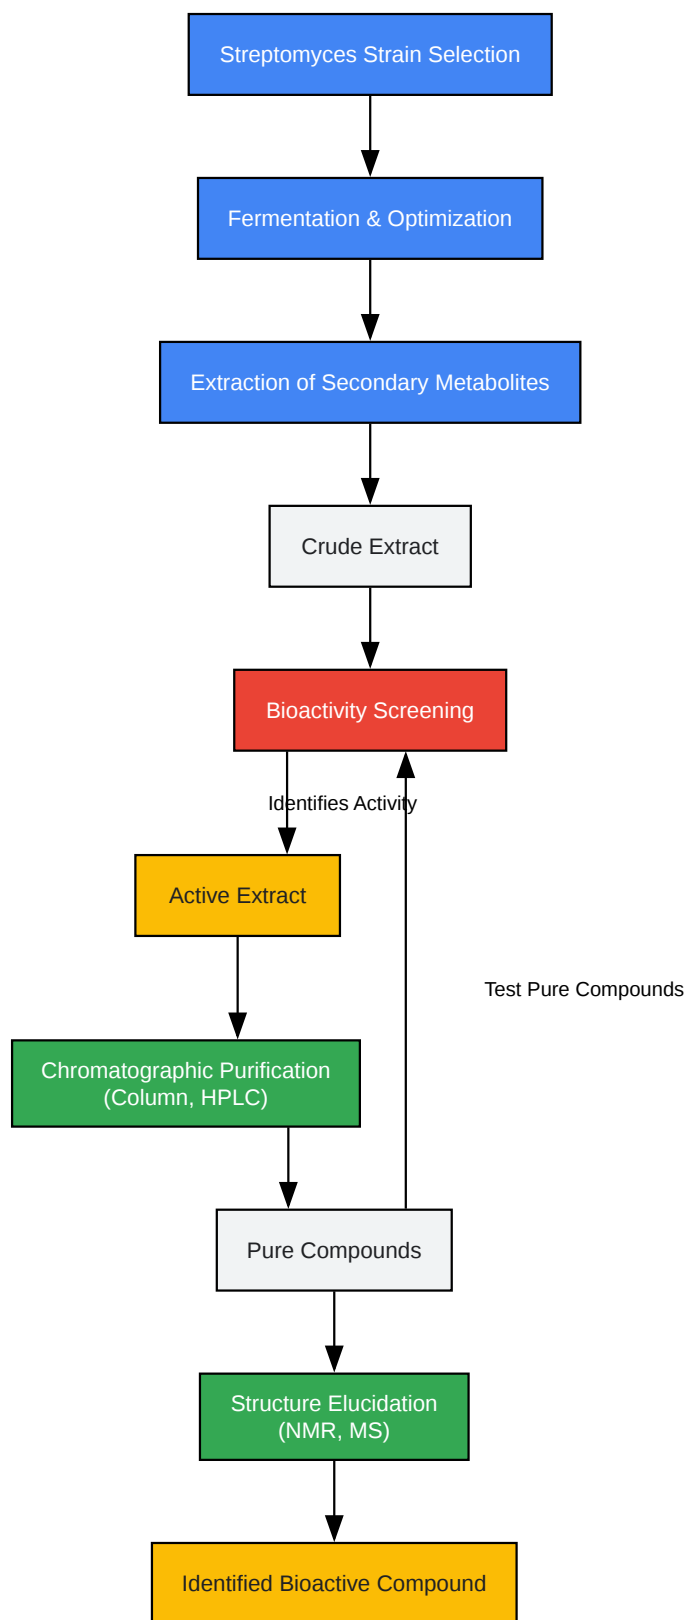 Streptomyces Strain Selection
Fermentation & Optimization
Extraction of Secondary Metabolites
Crude Extract
Bioactivity Screening
Identifies Activity
Active Extract
Test Pure Compounds
Chromatographic Purification
(Column, HPLC)
Pure Compounds
Structure Elucidation
(NMR, MS)
Identified Bioactive Compound